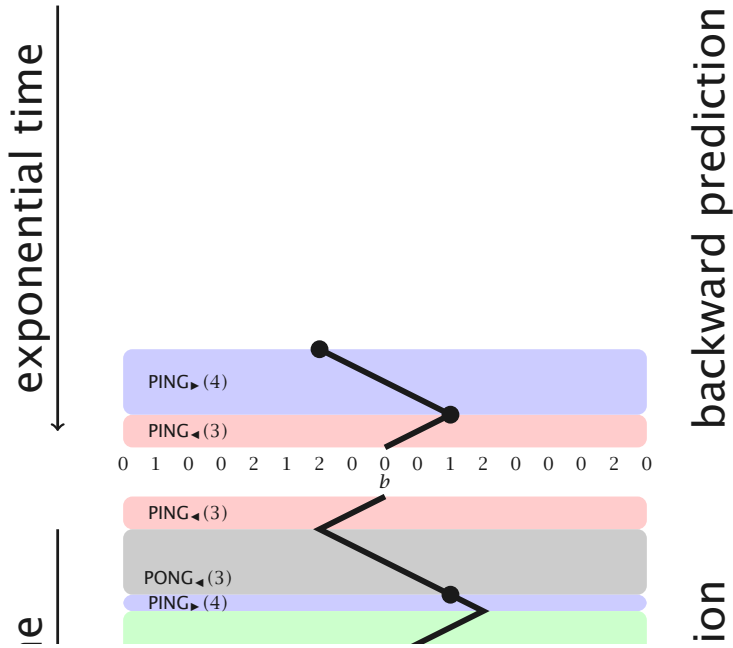 exponential time
backward prediction
PING►(4)
PING◄(3)
0 1 0 0 2 1 2 0 0 0 1 2 0 0 0 2 0
b
PING◄(3)
PONG◄(3)
PING►(4)